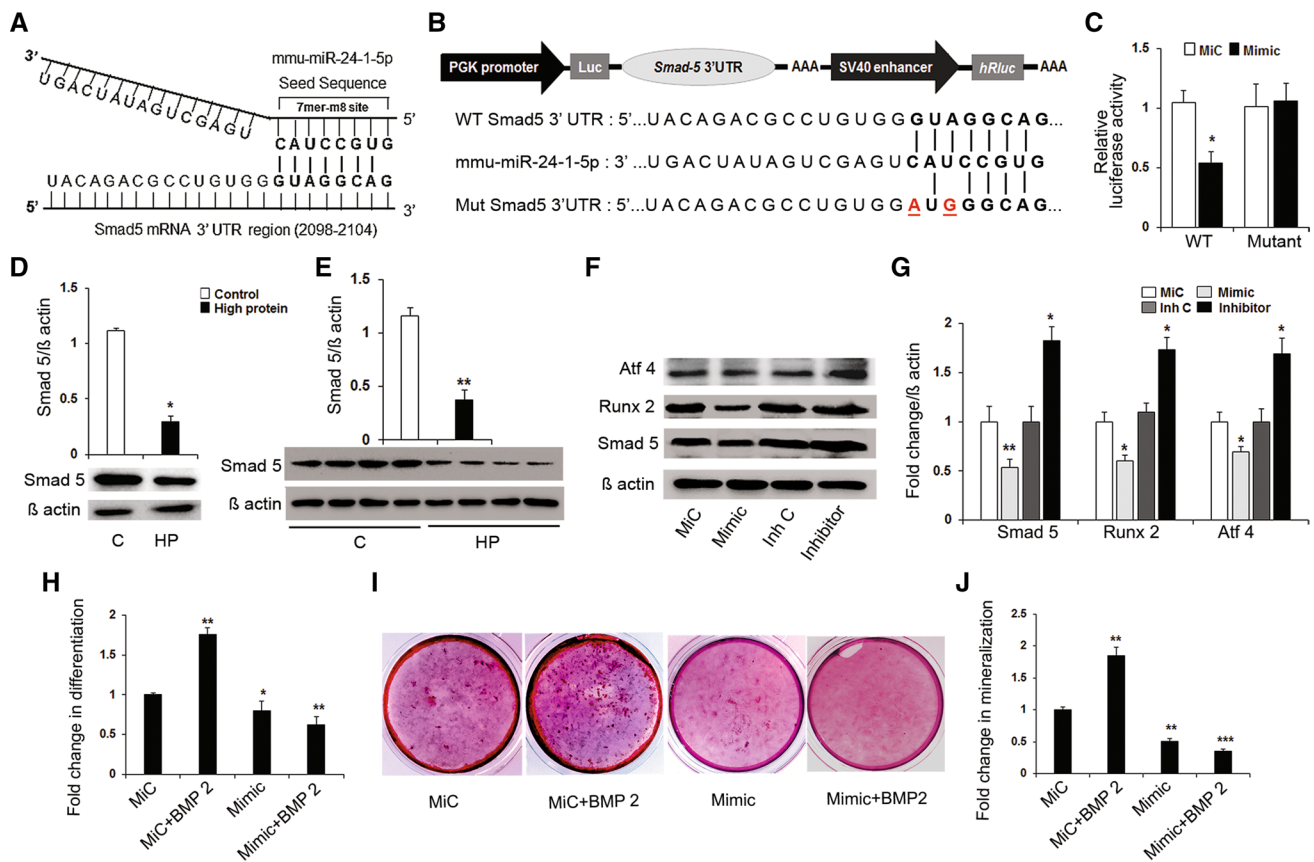 A
3'
mmu-miR-24-1-5p
Seed Sequence
7mer-m8 site
5'
UGACUAUAGUCGAGU
CAUCCGUG
UACAGACGCCUGUGGGUAGGCAG
5'
3'
Smad5 mRNA 3' UTR region (2098-2104)
B
PGK promoter
Luc
Smad-5 3'UTR
AAA
SV40 enhancer
hRluc
AAA
WT Smad5 3' UTR : 5'...UACAGACGCCUGUGGGUAGGCAG...
mmu-miR-24-1-5p : 3' ...UGACUAUAGUCGAGUCAUCCGUG
Mut Smad5 3'UTR : 5'...UACAGACGCCUGUGGAUGGGCAG...
C
MiC
Mimic
Relative luciferase activity
1.5
1
0.5
0
*
WT
Mutant
D
Smad 5/ß actin
1.5
1
0.5
0
Control
High protein
*
Smad 5
ß actin
C
HP
E
Smad 5/ß actin
1.5
1
0.5
0
**
Smad 5
ß actin
C
HP
F
Atf 4
Runx 2
Smad 5
ß actin
MiC
Mimic
Inh C
Inhibitor
G
MiC
Mimic
Inh C
Inhibitor
Fold change/ß actin
2
1.5
1
0.5
0
**
*
*
*
*
*
Smad 5
Runx 2
Atf 4
H
Fold change in differentiation
2
1.5
1
0.5
0
**
*
**
MiC
MiC+BMP 2
Mimic
Mimic+BMP 2
I
MiC
MiC+BMP 2
Mimic
Mimic+BMP2
J
Fold change in mineralization
2.5
2
1.5
1
0.5
0
**
**
***
MiC
MiC+BMP 2
Mimic
Mimic+BMP 2